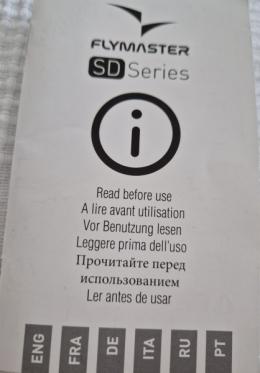 FLYMASTER
SD Series
i
Read before use
A lire avant utilisation
Vor Benutzung lesen
Leggere prima dell'uso
Прочитайте перед
использованием
Ler antes de usar
ENG FRA DE ITA RU PT